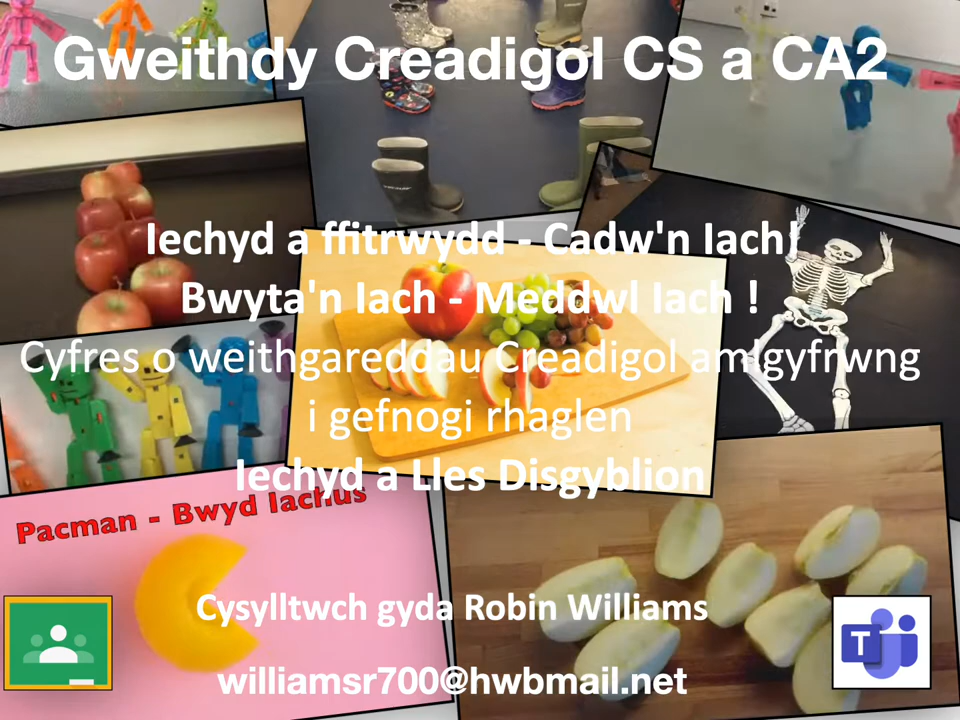 Gweithdy Creadigol CS a CA2
Iechyd a ffitrwydd - Cadw'n Iach!
Bwyta'n Iach - Meddwl Iach !
Cyfres o weithgareddau Creadigol amlgyfrwng
i gefnogi rhaglen
Iechyd a Lles Disgyblion
Pacman - Bwyd Iachus
Cysylltwch gyda Robin Williams
T
williamsr700@hwbmail.net